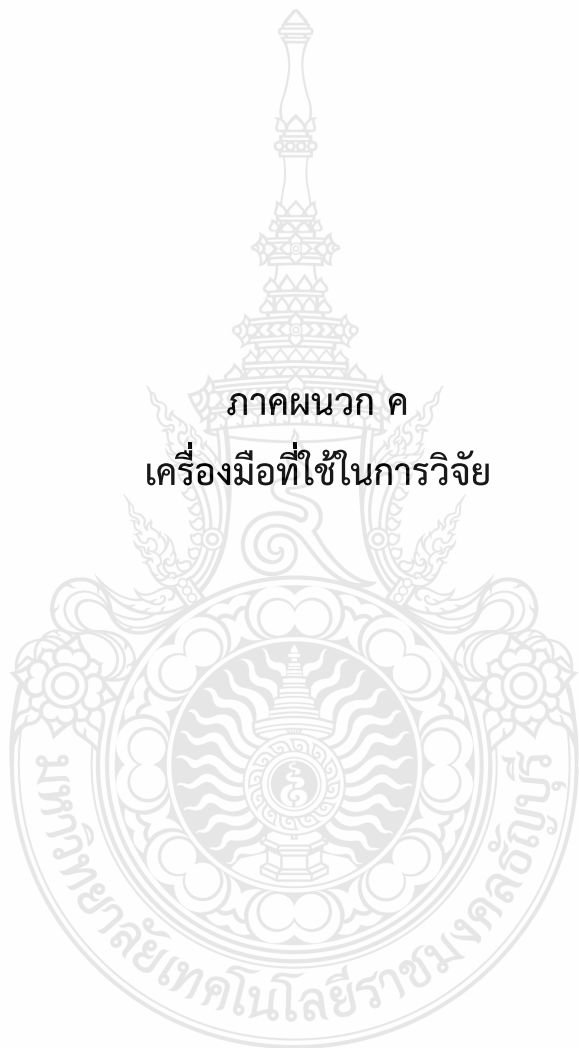 ภาคผนวก ค
เครื่องมือที่ใช้ในการวิจัย
มหาวิทยาลัยเทคโนโลยีราชมงคลธัญบุรี